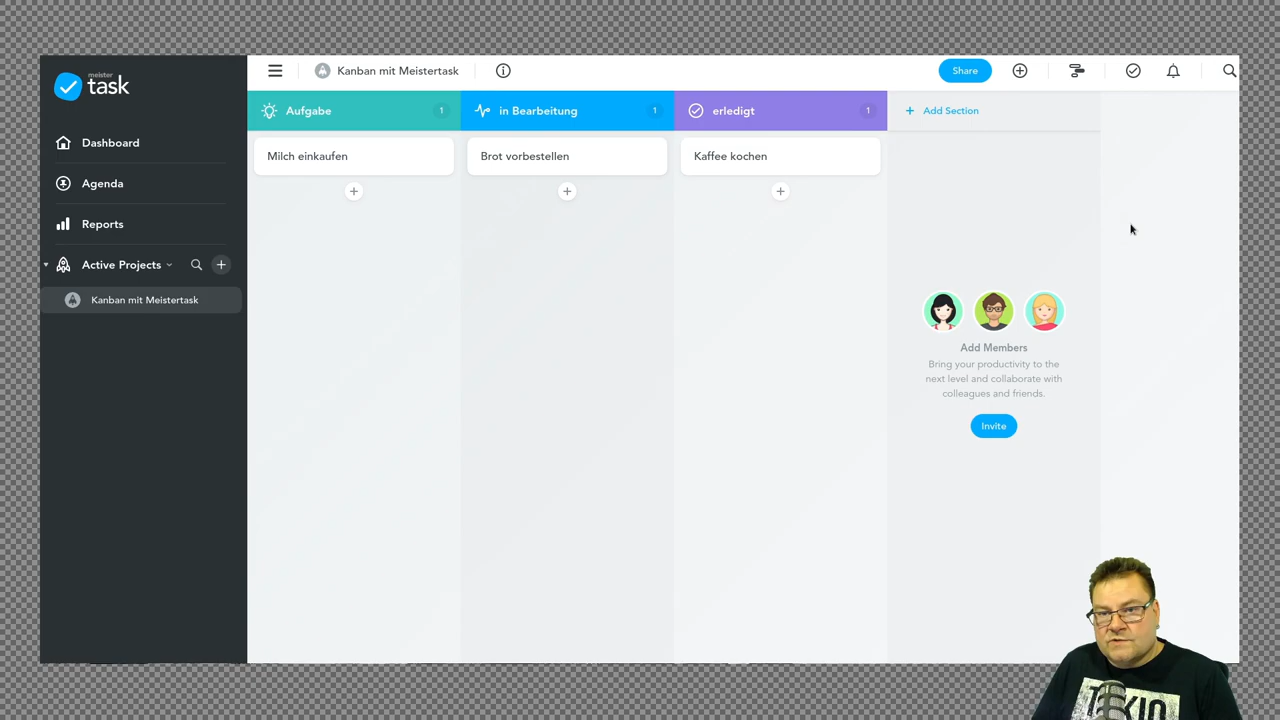 meister
task
Dashboard
Agenda
Reports
Active Projects
Kanban mit Meistertask
Kanban mit Meistertask
Share
Aufgabe 1
in Bearbeitung 1
erledigt 1
Add Section
Milch einkaufen
Brot vorbestellen
Kaffee kochen
Add Members
Bring your productivity to the
next level and collaborate with
colleagues and friends.
Invite